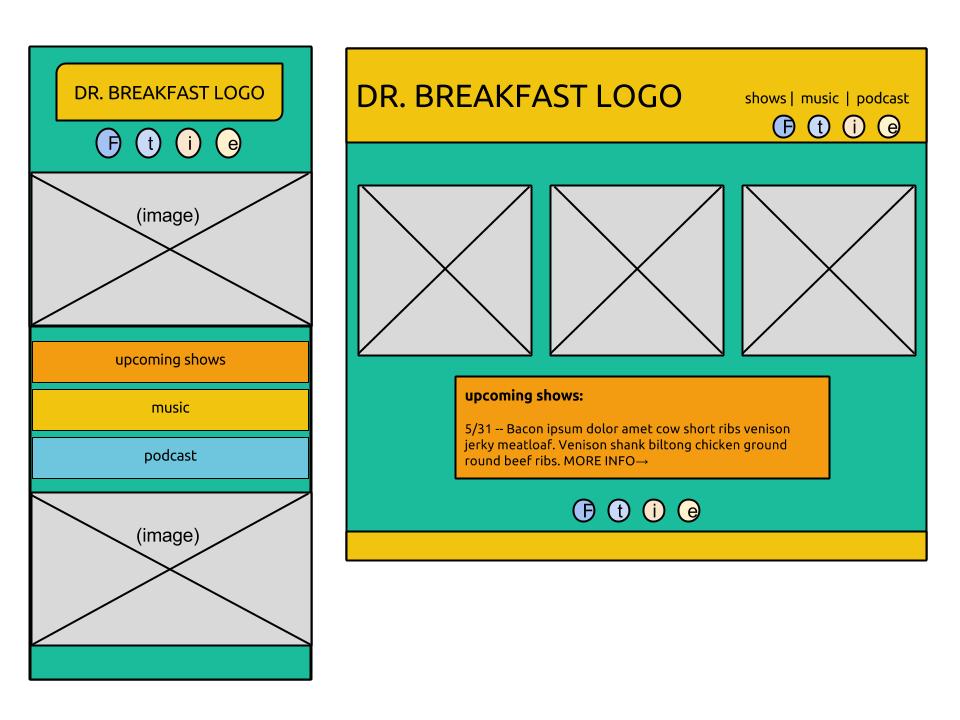 DR. BREAKFAST LOGO
F t i e
(image)
upcoming shows
music
podcast
(image)
DR. BREAKFAST LOGO
shows | music | podcast
F t i e
upcoming shows:
5/31 -- Bacon ipsum dolor amet cow short ribs venison
jerky meatloaf. Venison shank biltong chicken ground
round beef ribs. MORE INFO→
F t i e